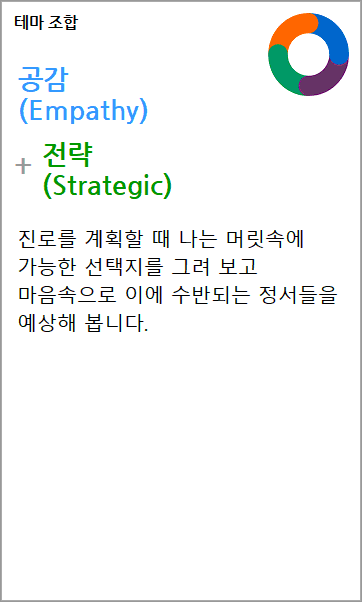 테마 조합
공감
(Empathy)
+ 전략
(Strategic)
진로를 계획할 때 나는 머릿속에
가능한 선택지를 그려 보고
마음속으로 이에 수반되는 정서들을
예상해 봅니다.